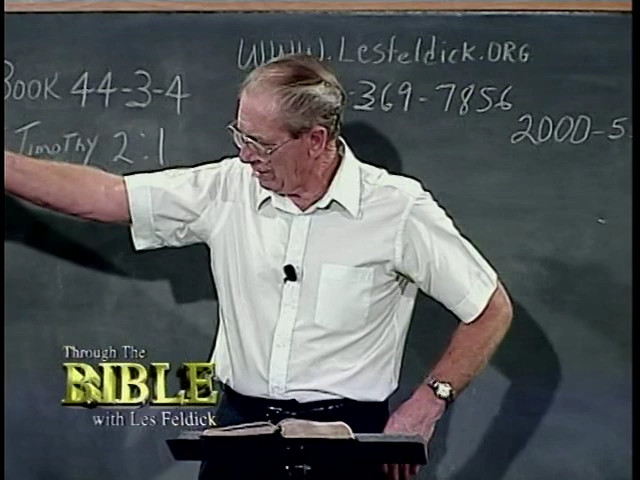 WWW.LESFELDICK.ORG
BOOK 44-3-4
-369-7856
2000-5
TIMOTHY 2:1
Through The
BIBLE
with Les Feldick